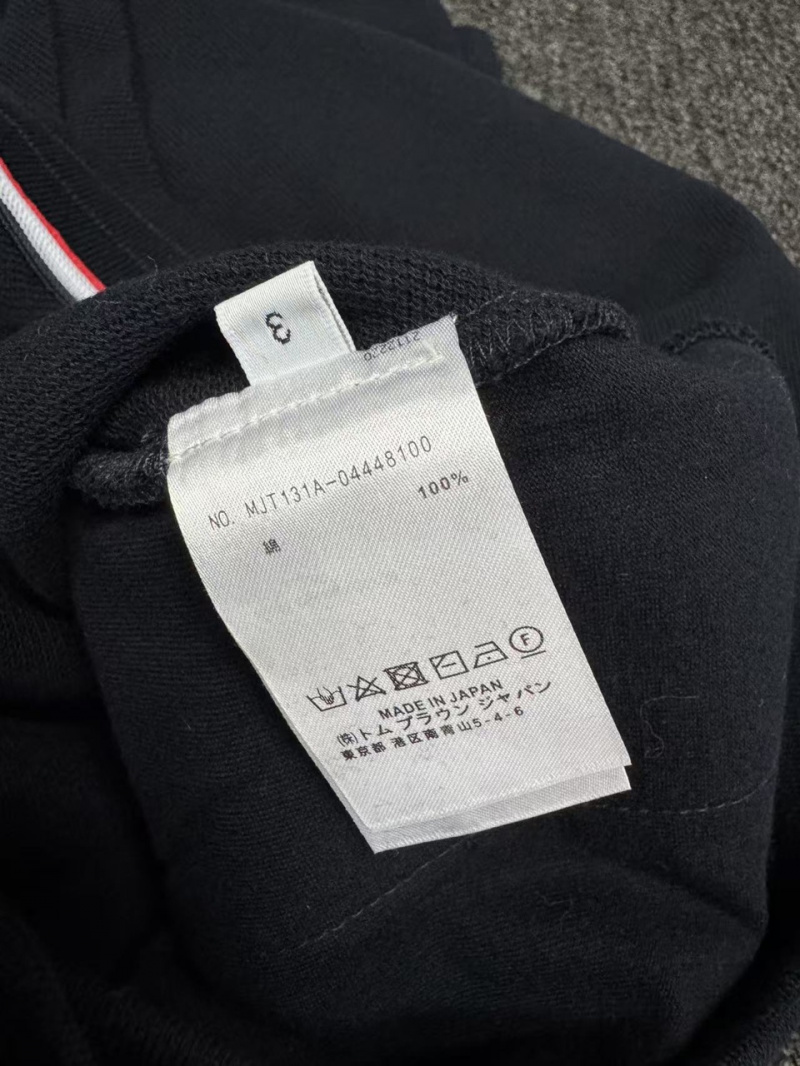 3
NO. MJT131A-04448100
100%
綿
F
MADE IN JAPAN
(株)トム ブラウン ジャパン
東京都 港区南青山5-4-6